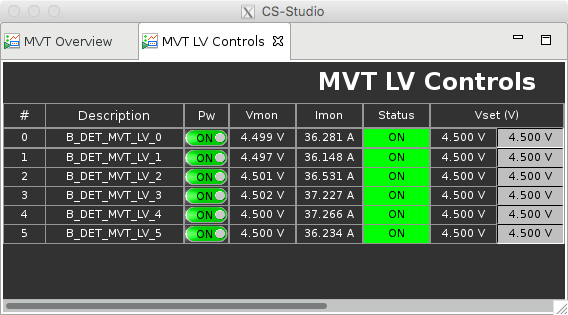 CS-Studio
MVT Overview MVT LV Controls
MVT LV Controls
# Description Pw Vmon Imon Status Vset (V)
0 B_DET_MVT_LV_0 ON 4.499 V 36.281 A ON 4.500 V 4.500 V
1 B_DET_MVT_LV_1 ON 4.497 V 36.148 A ON 4.500 V 4.500 V
2 B_DET_MVT_LV_2 ON 4.501 V 36.531 A ON 4.500 V 4.500 V
3 B_DET_MVT_LV_3 ON 4.502 V 37.227 A ON 4.500 V 4.500 V
4 B_DET_MVT_LV_4 ON 4.500 V 37.266 A ON 4.500 V 4.500 V
5 B_DET_MVT_LV_5 ON 4.500 V 36.234 A ON 4.500 V 4.500 V